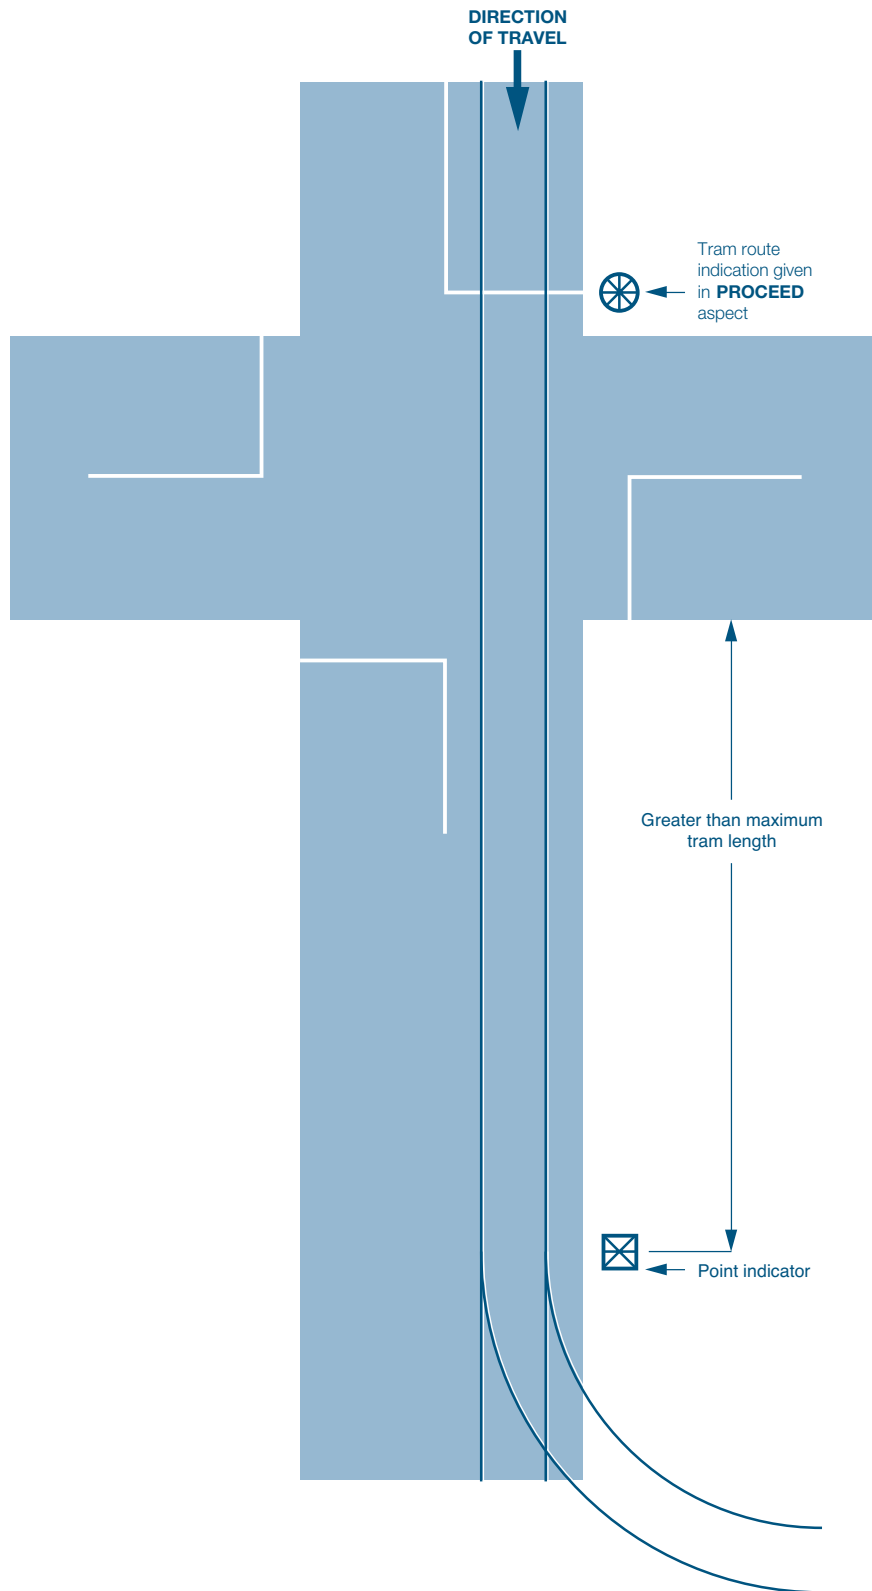 DIRECTION
OF TRAVEL
Tram route
indication given
in PROCEED
aspect
Greater than maximum
tram length
Point indicator